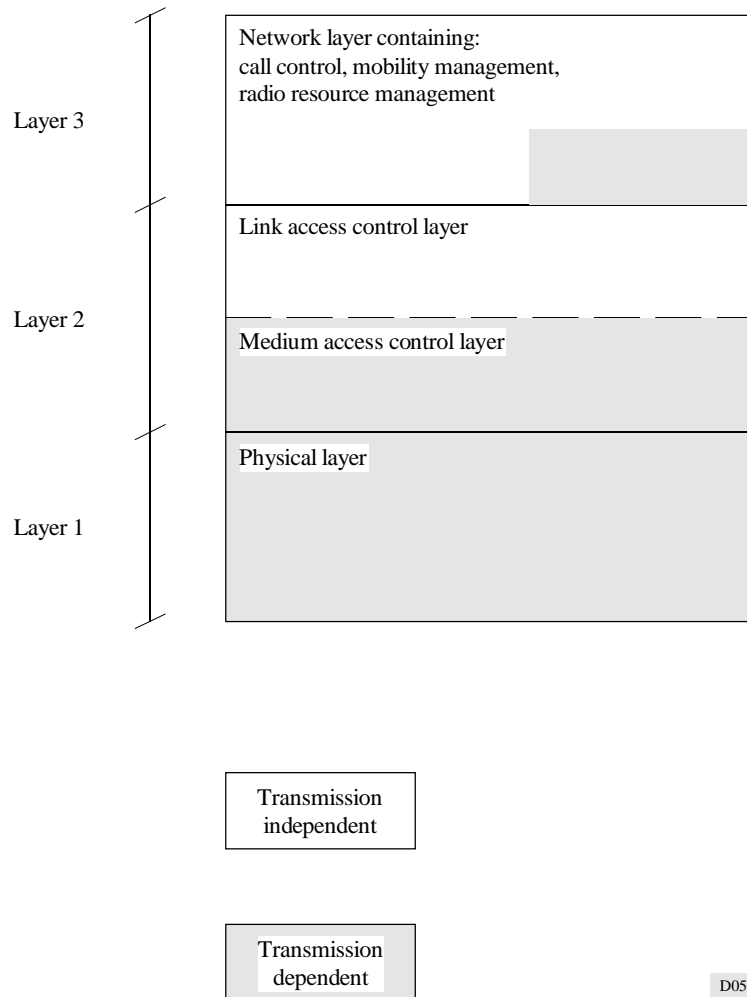 Network layer containing:
call control, mobility management,
radio resource management
Layer 3
Link access control layer
Layer 2
Medium access control layer
Physical layer
Layer 1
Transmission
independent
Transmission
dependent
D05